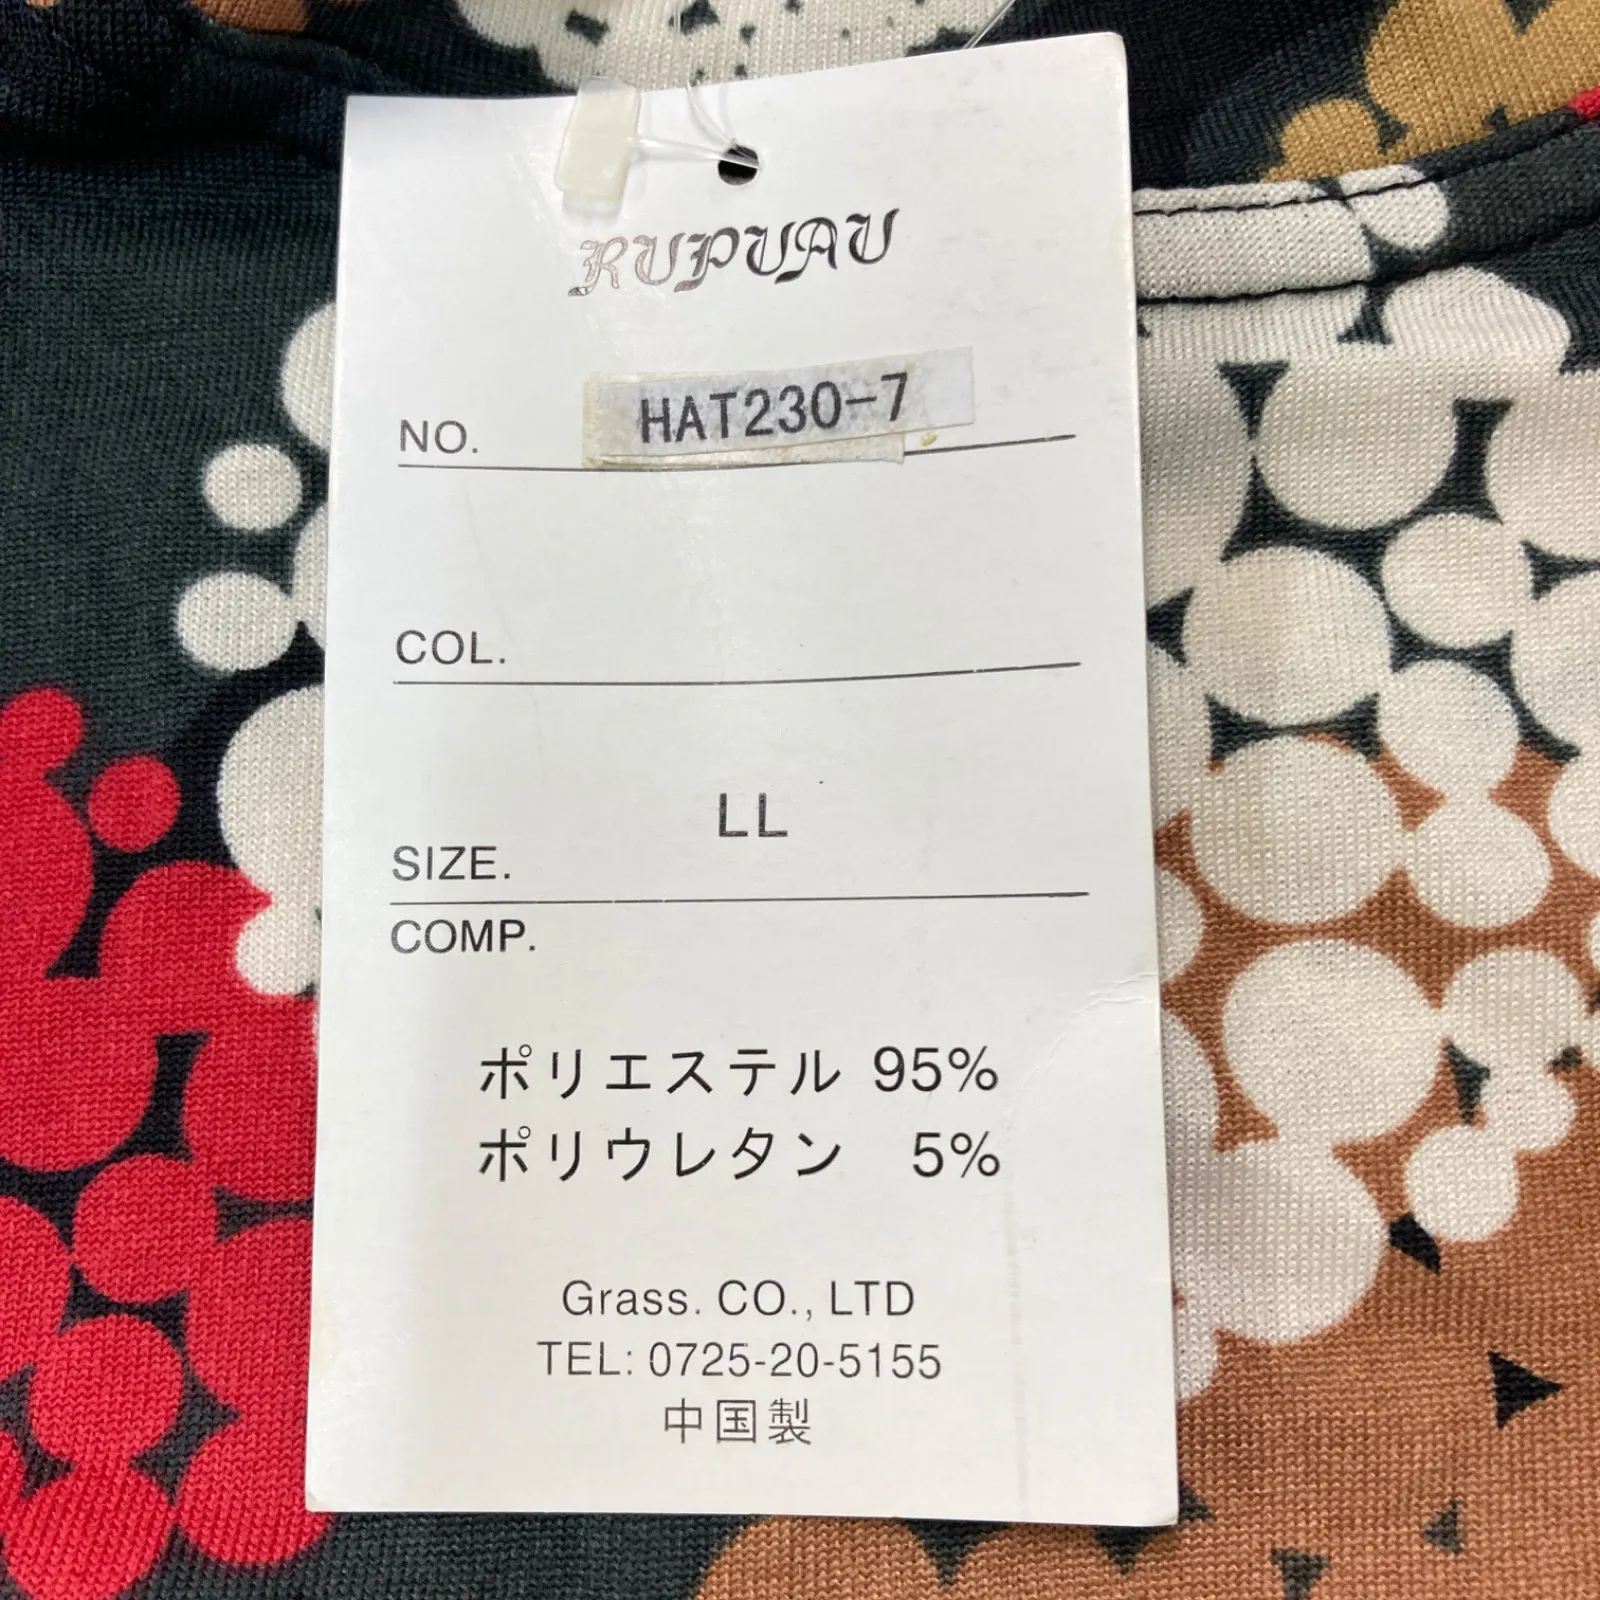 RUPUAU
NO. HAT230-7
COL.
LL
SIZE.
COMP.
ポリエステル 95%
ポリウレタン 5%
Grass. CO., LTD
TEL: 0725-20-5155
中国製